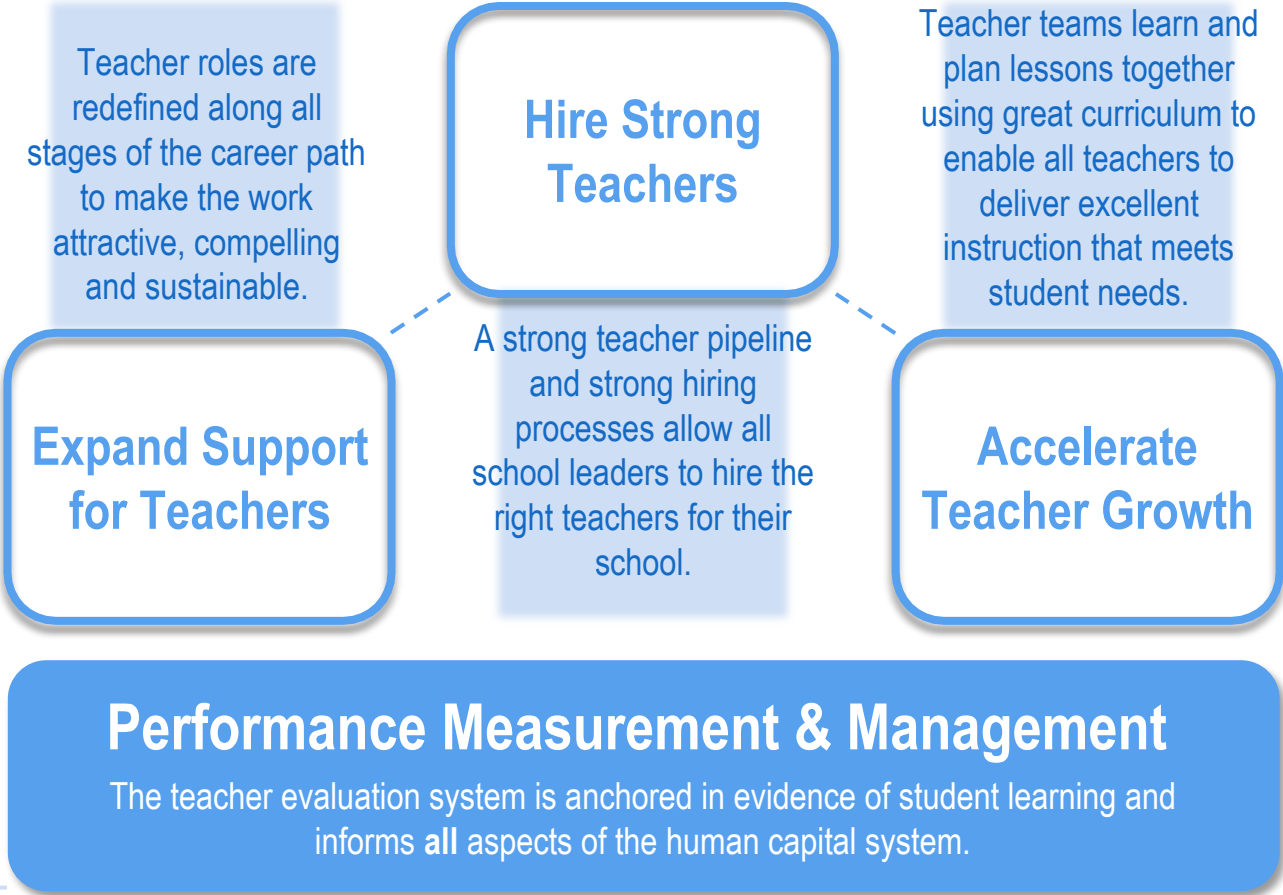 Teacher roles are
redefined along all
stages of the career path
to make the work
attractive, compelling
and sustainable.
Expand Support
for Teachers
Hire Strong
Teachers
A strong teacher pipeline
and strong hiring
processes allow all
school leaders to hire the
right teachers for their
school.
Teacher teams learn and
plan lessons together
using great curriculum to
enable all teachers to
deliver excellent
instruction that meets
student needs.
Accelerate
Teacher Growth
Performance Measurement & Management
The teacher evaluation system is anchored in evidence of student learning and
informs all aspects of the human capital system.